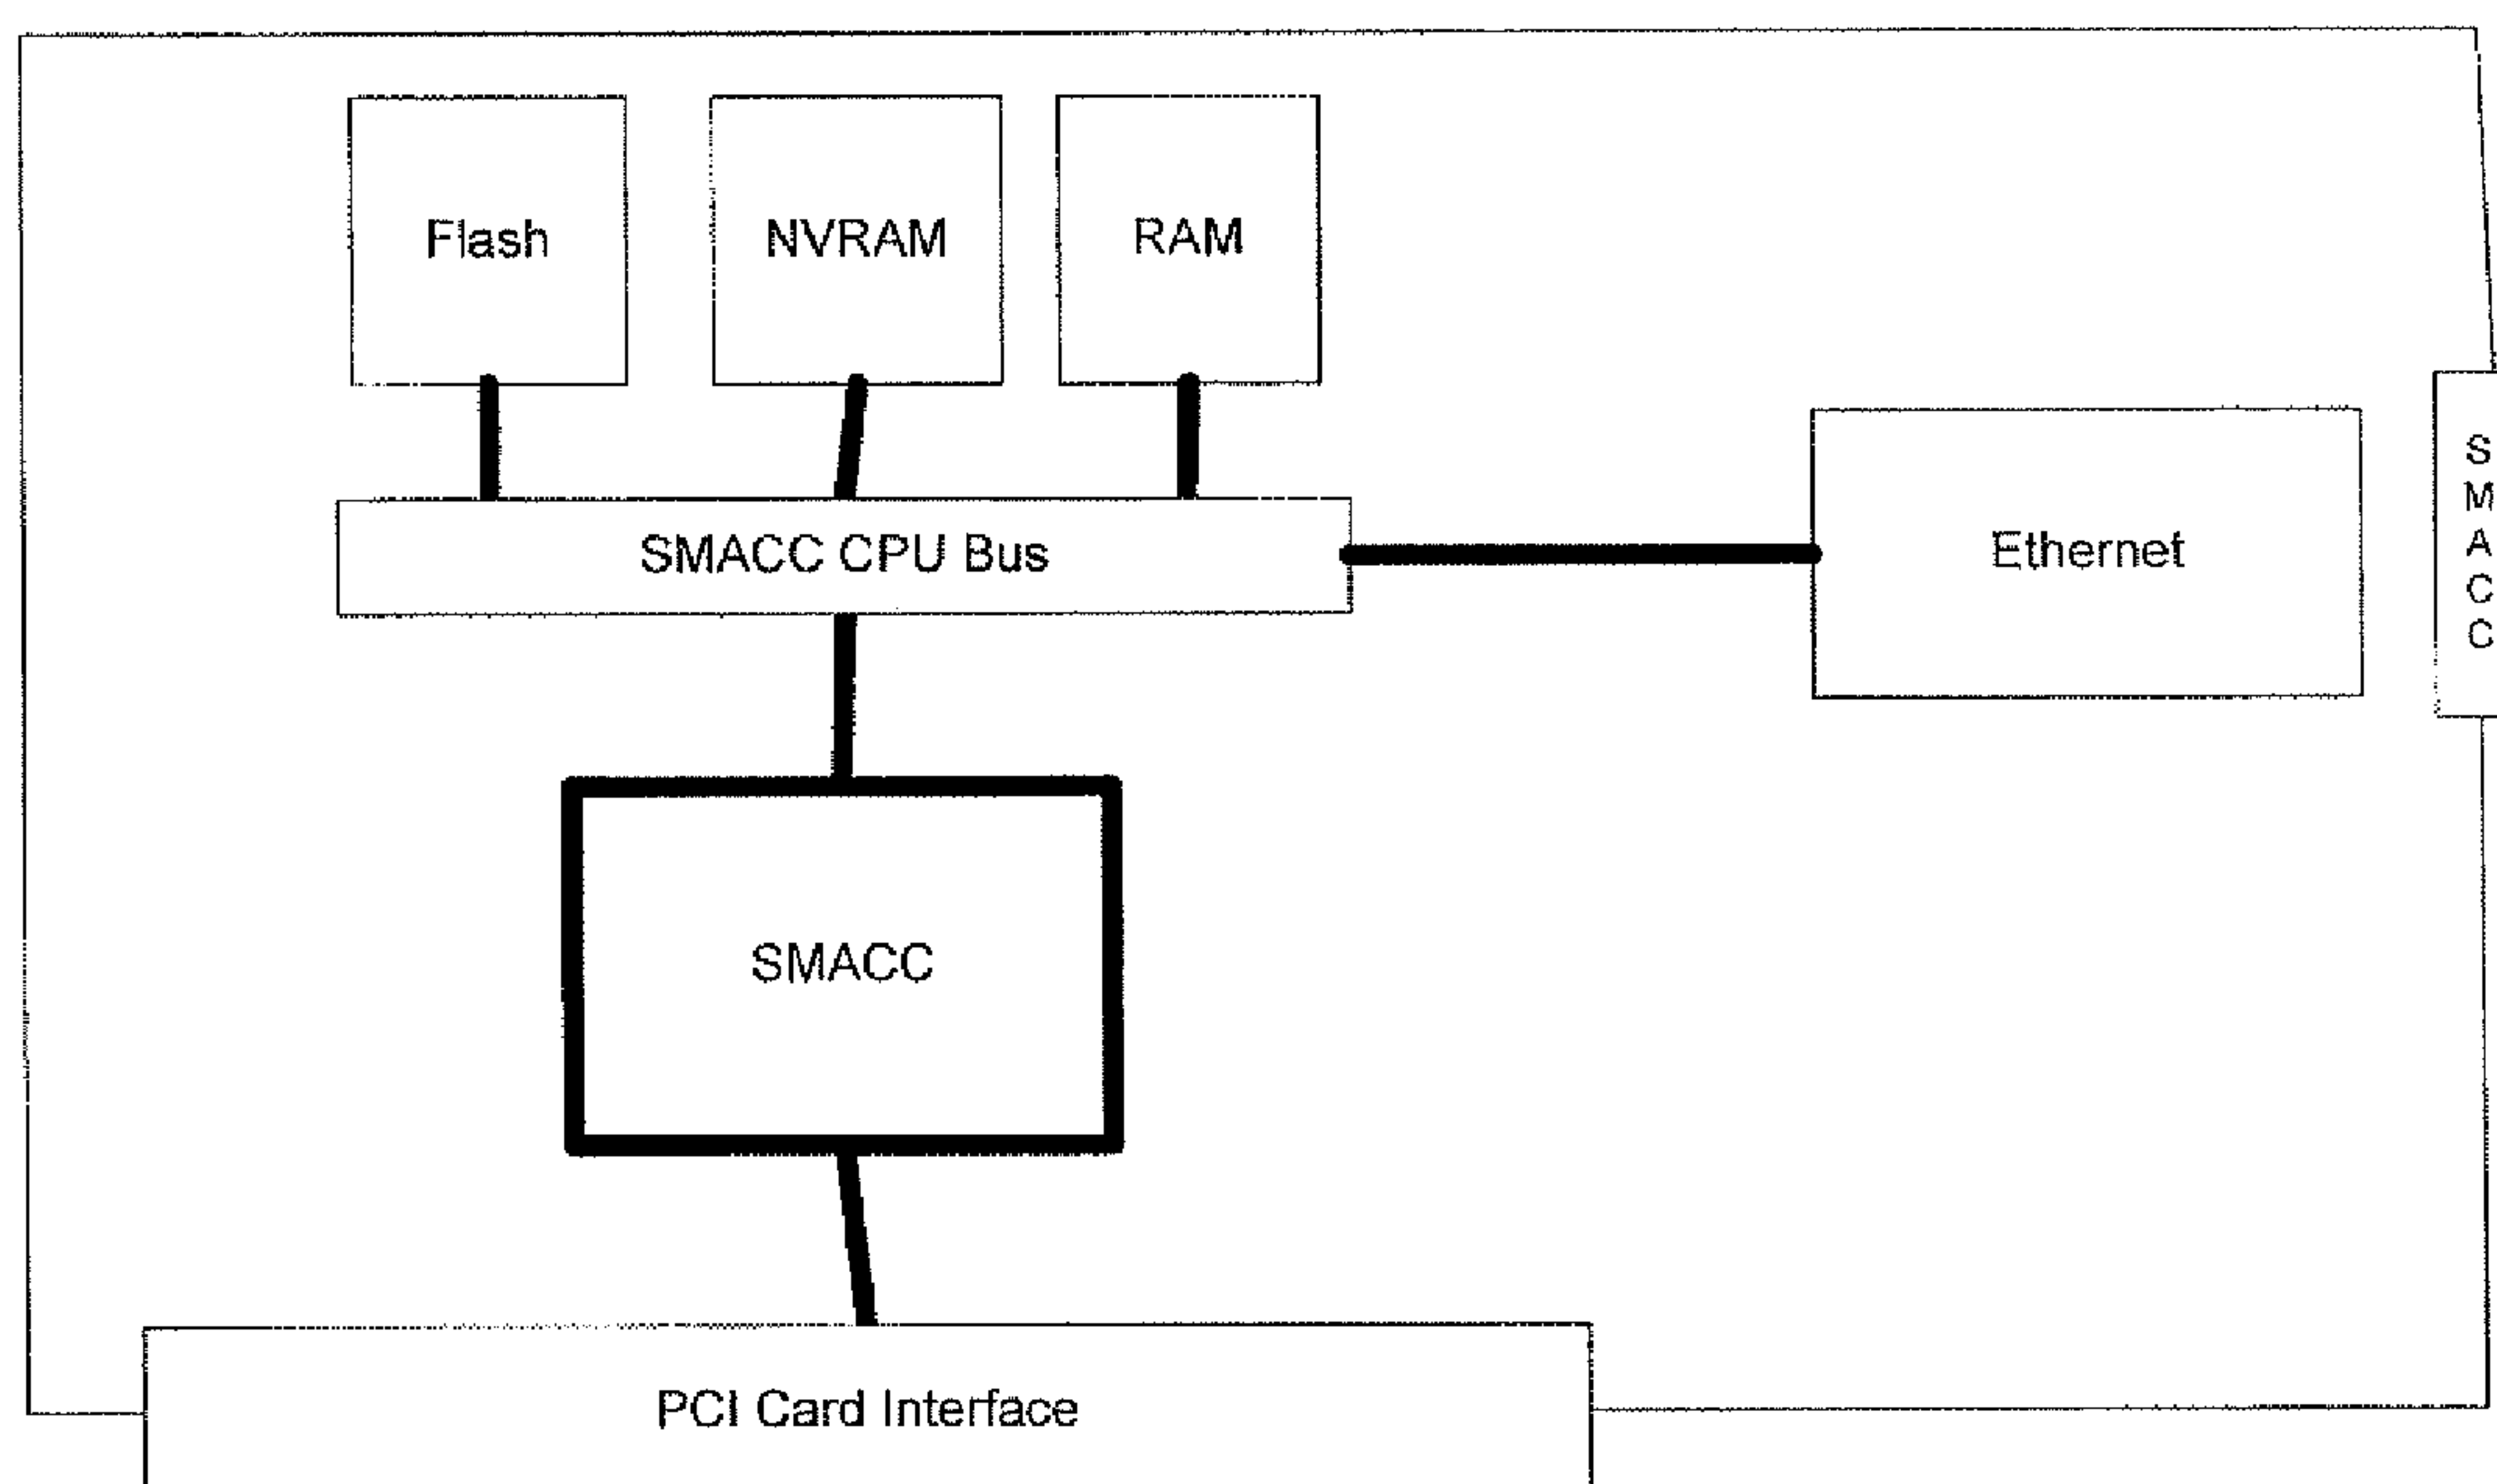 Flash
NVRAM
RAM
SMACC CPU Bus
Ethernet
S
M
A
C
C
SMACC
PCI Card Interface